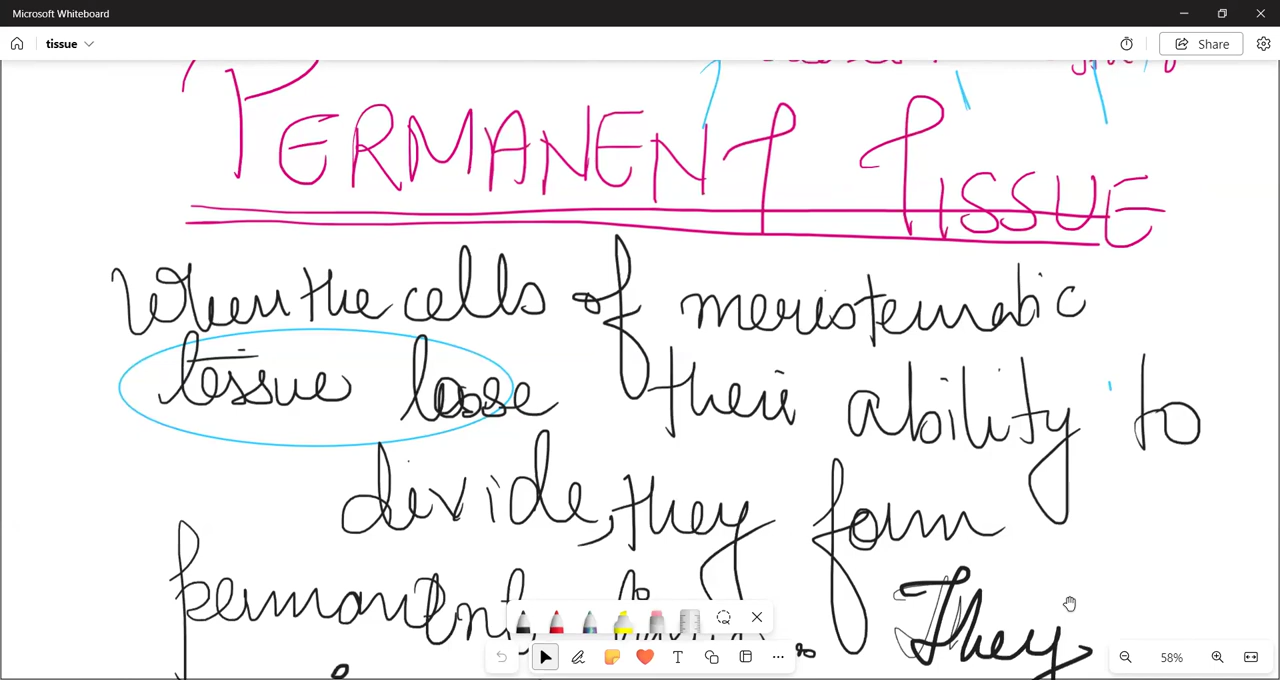 Microsoft Whiteboard
tissue
Share
PERMANENT TISSUE
When the cells of meristematic
tissue loose their ability to
divide, they form
permanent They
58%